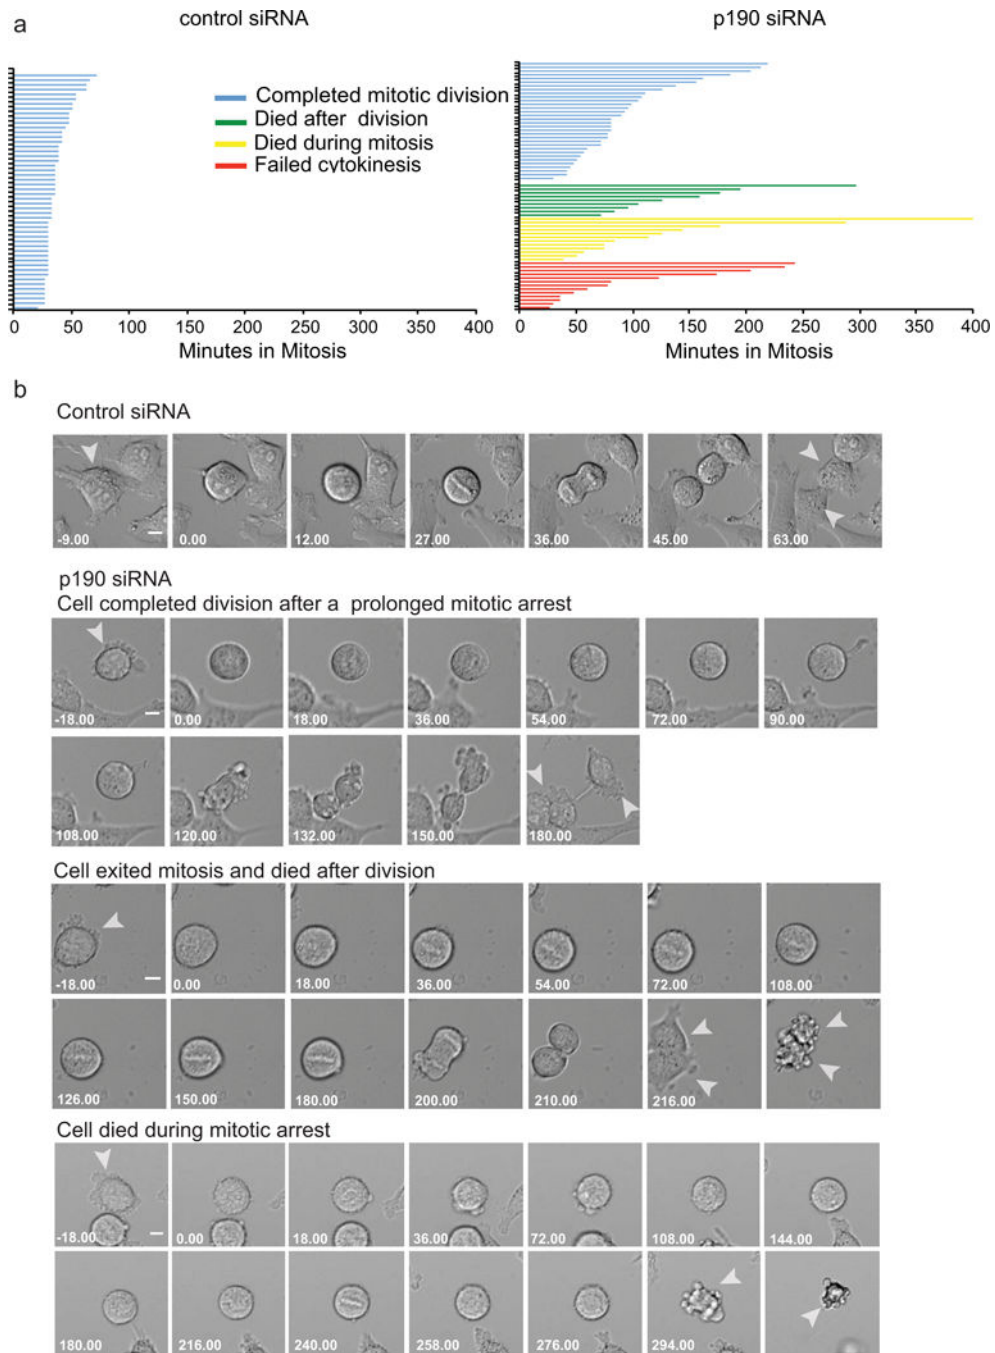 a
control siRNA
p190 siRNA
Completed mitotic division
Died after division
Died during mitosis
Failed cytokinesis
0 50 100 150 200 250 300 350 400
Minutes in Mitosis
0 50 100 150 200 250 300 350 400
Minutes in Mitosis
b
Control siRNA
-9.00 0.00 12.00 27.00 36.00 45.00 63.00
p190 siRNA
Cell completed division after a prolonged mitotic arrest
-18.00 0.00 18.00 36.00 54.00 72.00 90.00
108.00 120.00 132.00 150.00 180.00
Cell exited mitosis and died after division
-18.00 0.00 18.00 36.00 54.00 72.00 108.00
126.00 150.00 180.00 200.00 210.00 216.00
Cell died during mitotic arrest
-18.00 0.00 18.00 36.00 72.00 108.00 144.00
180.00 216.00 240.00 258.00 276.00 294.00